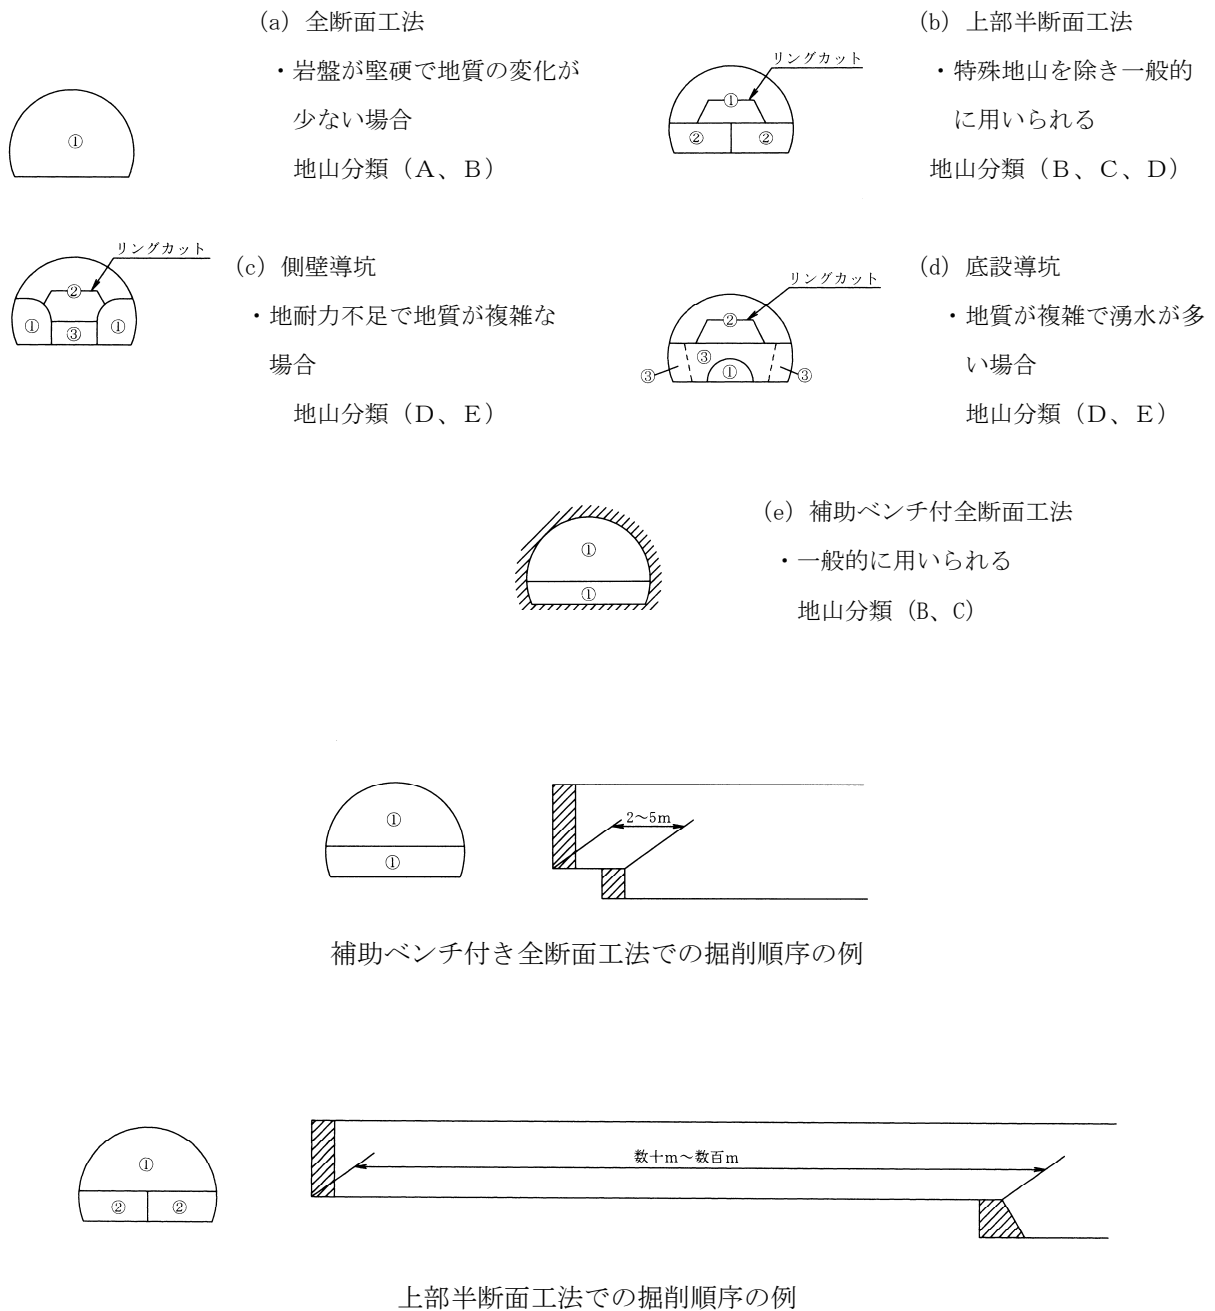 (a) 全断面工法
・岩盤が堅硬で地質の変化が
少ない場合
地山分類（A、B）
①
(b) 上部半断面工法
・特殊地山を除き一般的
に用いられる
地山分類（B、C、D）
リングカット
①
②
②
(c) 側壁導坑
・地耐力不足で地質が複雑な
場合
地山分類（D、E）
リングカット
②
①
③
①
(d) 底設導坑
・地質が複雑で湧水が多
い場合
地山分類（D、E）
リングカット
②
③
③
①
③
(e) 補助ベンチ付全断面工法
・一般的に用いられる
地山分類（B、C）
①
①
①
①
2～5m
補助ベンチ付き全断面工法での掘削順序の例
①
②
②
数十m～数百m
上部半断面工法での掘削順序の例